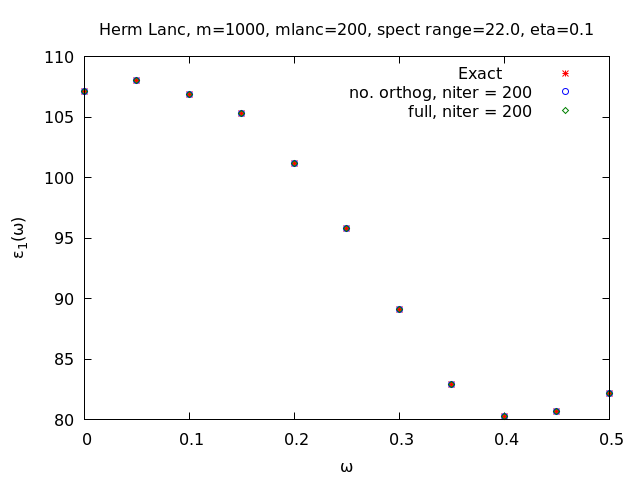 Herm Lanc, m=1000, mlanc=200, spect range=22.0, eta=0.1
Exact
no. orthog, niter = 200
full, niter = 200
110
105
100
95
90
85
80
ε1(ω)
0 0.1 0.2 0.3 0.4 0.5
ω